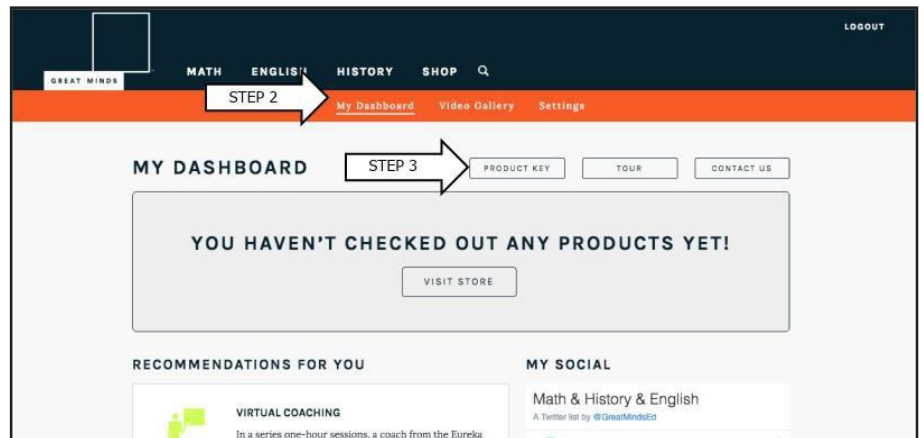 LOGOUT
GREAT MINDS
MATH ENGLISH HISTORY SHOP
STEP 2
My Dashboard Video Gallery Settings
MY DASHBOARD
STEP 3
PRODUCT KEY TOUR CONTACT US
YOU HAVEN'T CHECKED OUT ANY PRODUCTS YET!
VISIT STORE
RECOMMENDATIONS FOR YOU
MY SOCIAL
VIRTUAL COACHING
In a series one-hour sessions, a coach from the Eureka
Math & History & English
A Twitter list by @GreatMindsEd